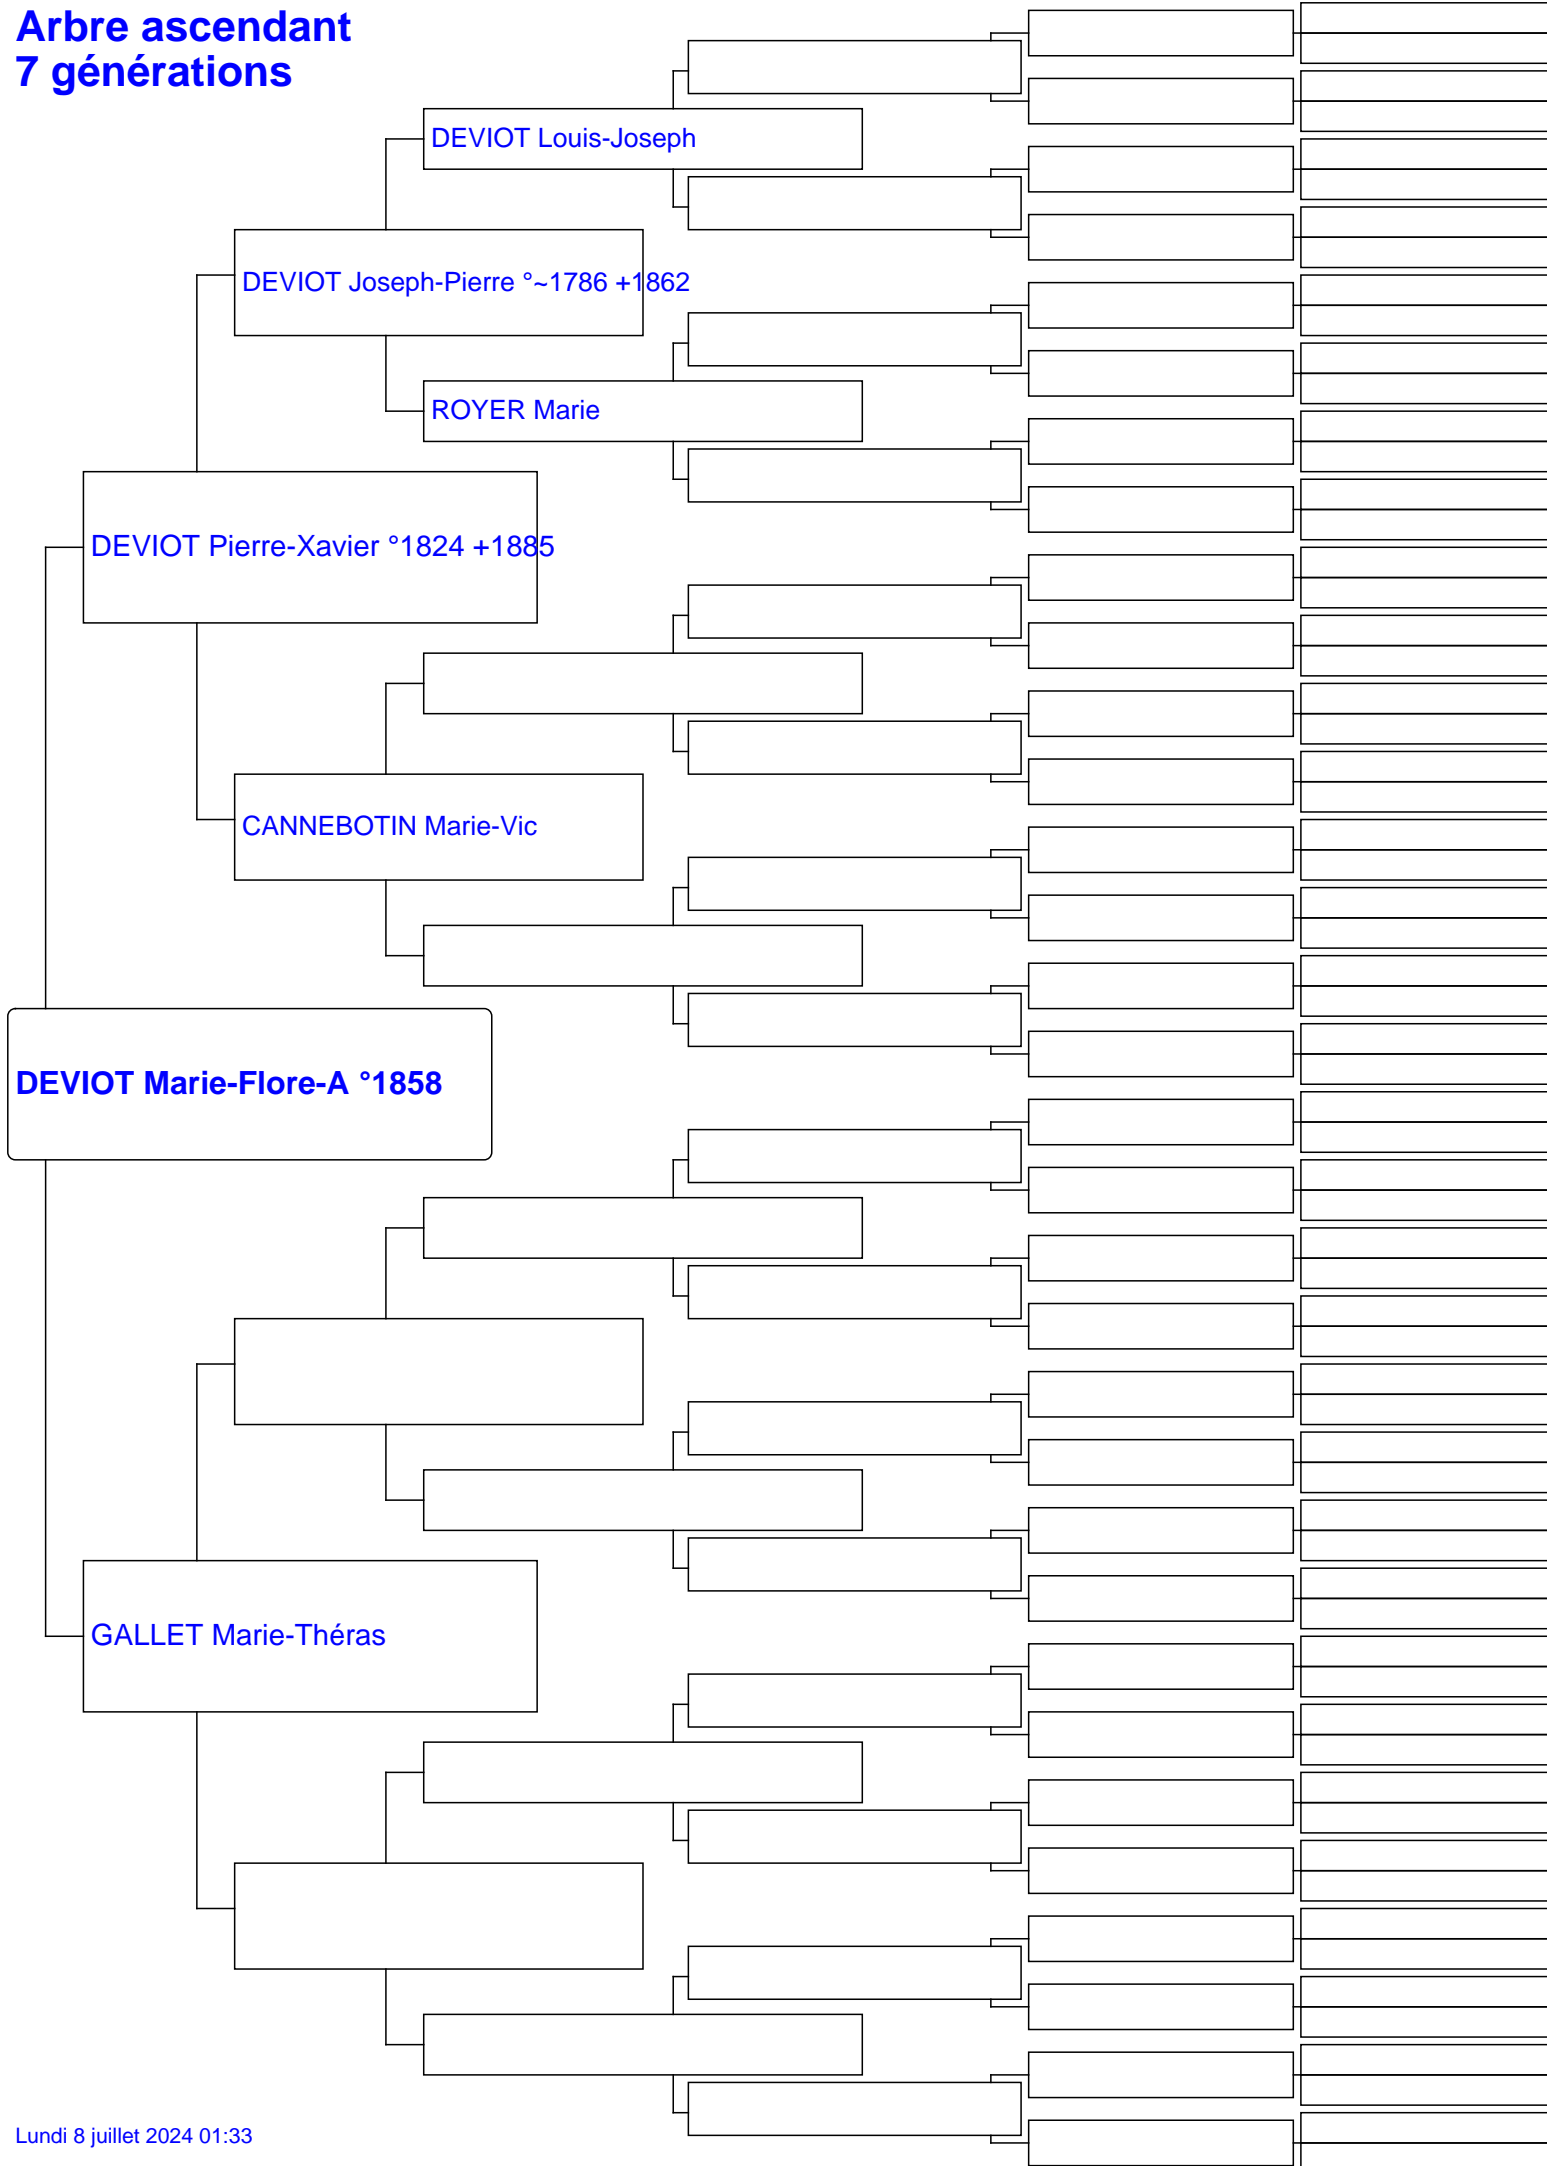 Arbre ascendant
7 générations
DEVIOT Louis-Joseph
DEVIOT Joseph-Pierre °~1786 +1862
ROYER Marie
DEVIOT Pierre-Xavier °1824 +1885
CANNEBOTIN Marie-Vic
DEVIOT Marie-Flore-A °1858
GALLET Marie-Théras
Lundi 8 juillet 2024 01:33